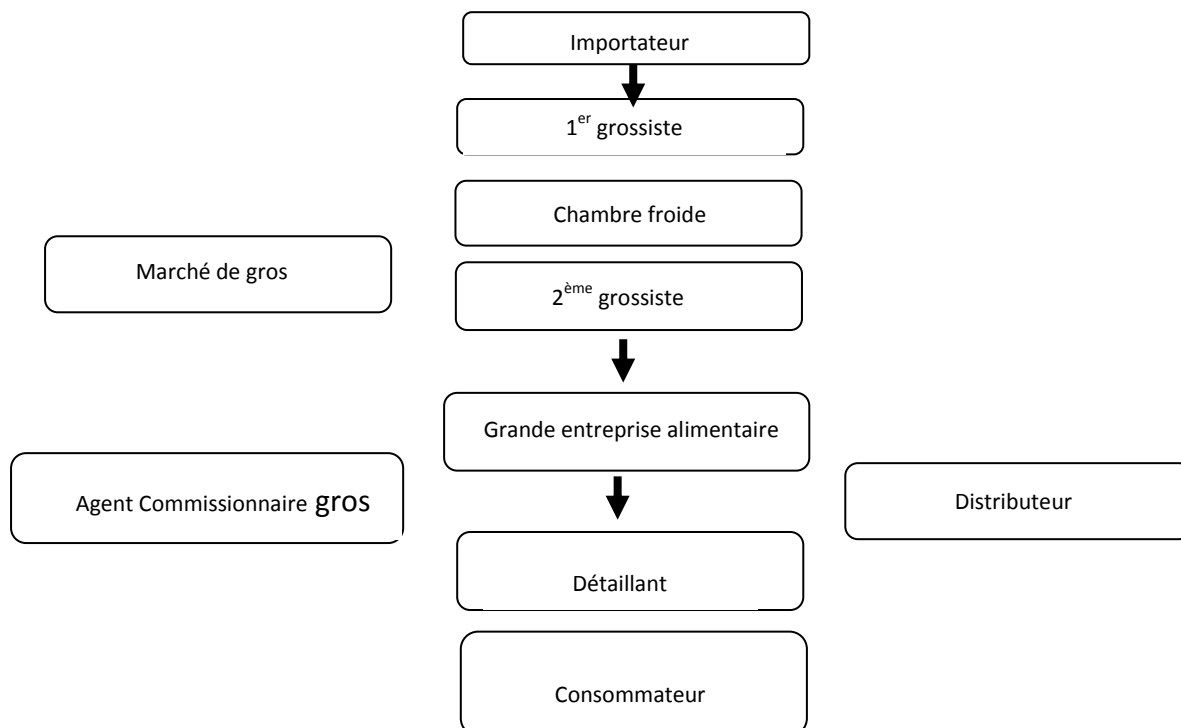 Importateur
1er grossiste
Chambre froide
Marché de gros
2ème grossiste
Grande entreprise alimentaire
Agent Commissionnaire gros
Distributeur
Détaillant
Consommateur